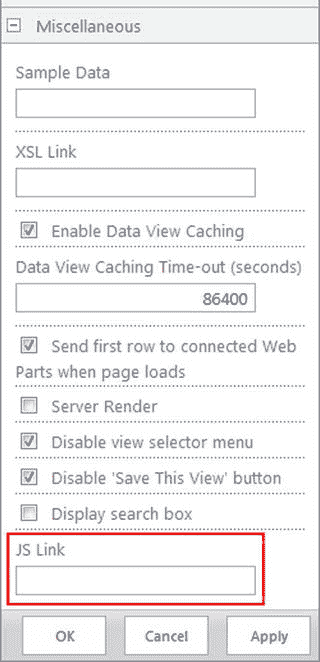 Miscellaneous
Sample Data
XSL Link
Enable Data View Caching
Data View Caching Time-out (seconds)
86400
Send first row to connected Web
Parts when page loads
Server Render
Disable view selector menu
Disable 'Save This View' button
Display search box
JS Link
OK Cancel Apply